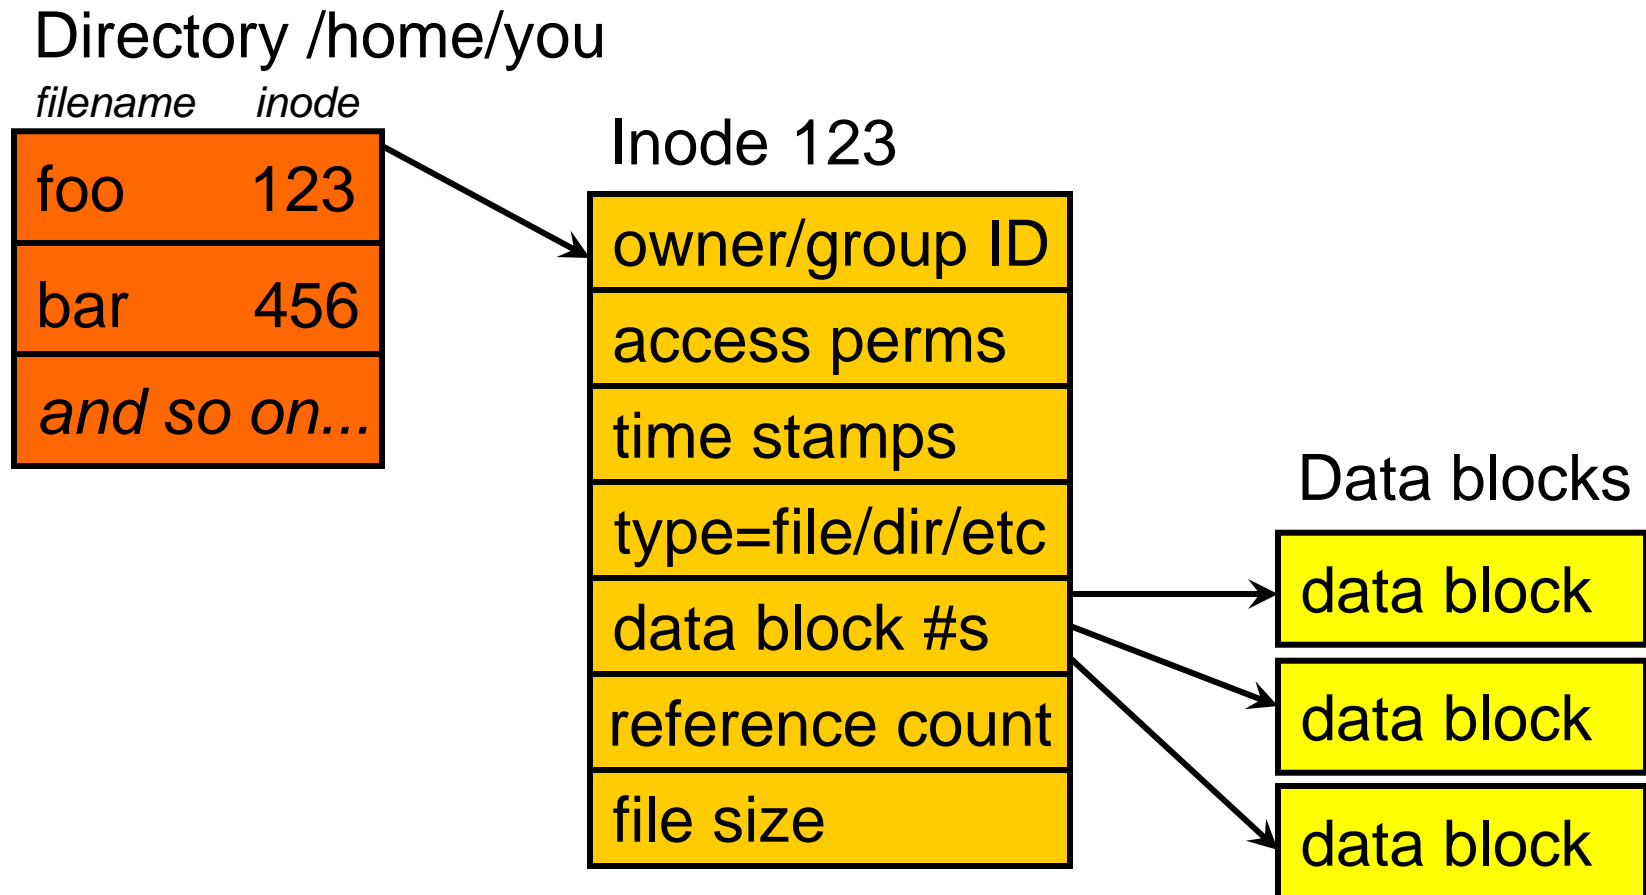 Directory /home/you
filename inode
foo 123
bar 456
and so on...
Inode 123
owner/group ID
access perms
time stamps
type=file/dir/etc
data block #s
reference count
file size
Data blocks
data block
data block
data block